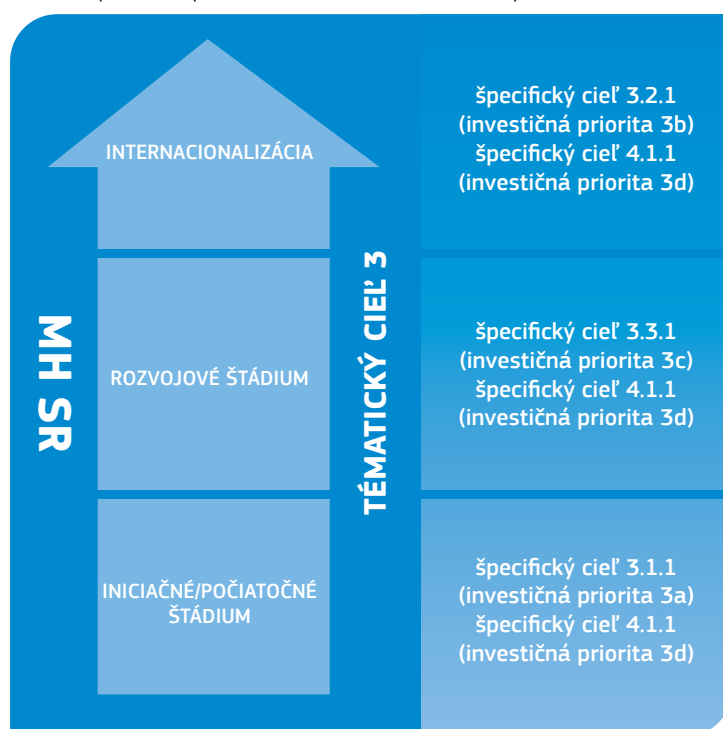 MH SR
INTERNACIONALIZÁCIA
ROZVOJOVÉ ŠTÁDIUM
INICIAČNÉ/POČIATOČNÉ
ŠTÁDIUM
TÉMATICKÝ CIEĽ 3
špecifický cieľ 3.2.1
(investičná priorita 3b)
špecifický cieľ 4.1.1
(investičná priorita 3d)
špecifický cieľ 3.3.1
(investičná priorita 3c)
špecifický cieľ 4.1.1
(investičná priorita 3d)
špecifický cieľ 3.1.1
(investičná priorita 3a)
špecifický cieľ 4.1.1
(investičná priorita 3d)